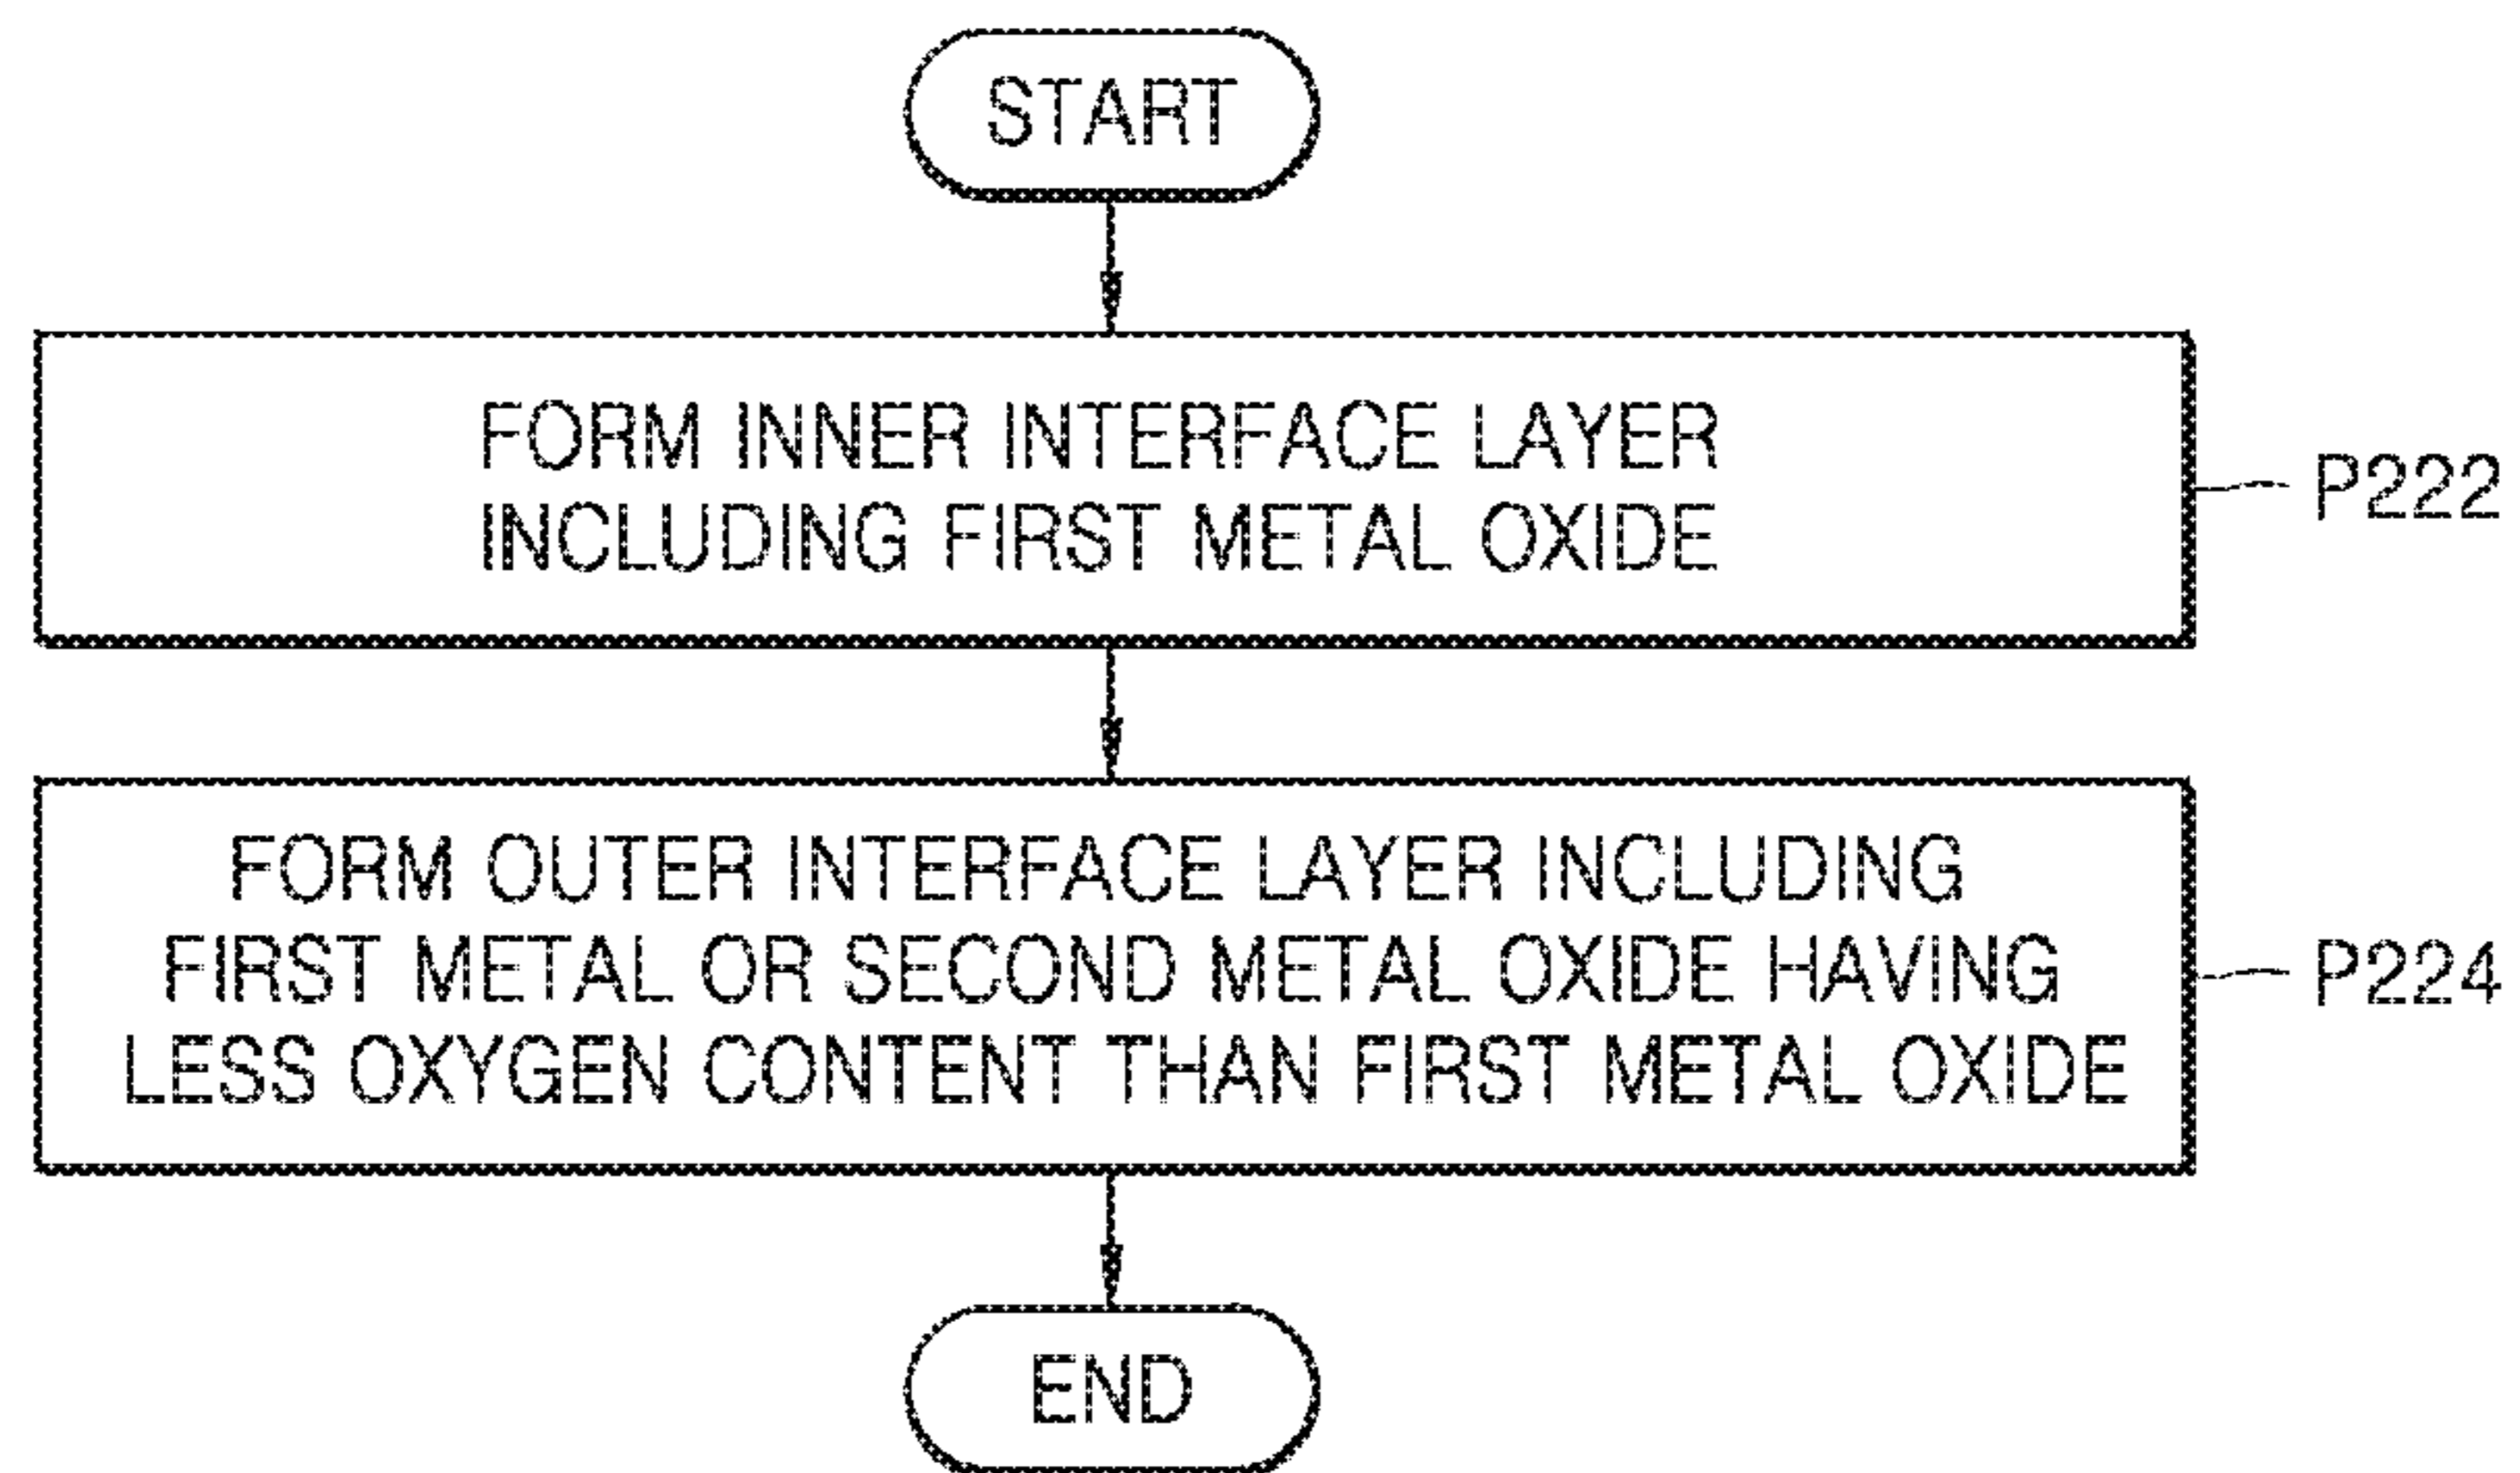 START
FORM INNER INTERFACE LAYER
INCLUDING FIRST METAL OXIDE
P222
FORM OUTER INTERFACE LAYER INCLUDING
FIRST METAL OR SECOND METAL OXIDE HAVING
LESS OXYGEN CONTENT THAN FIRST METAL OXIDE
P224
END